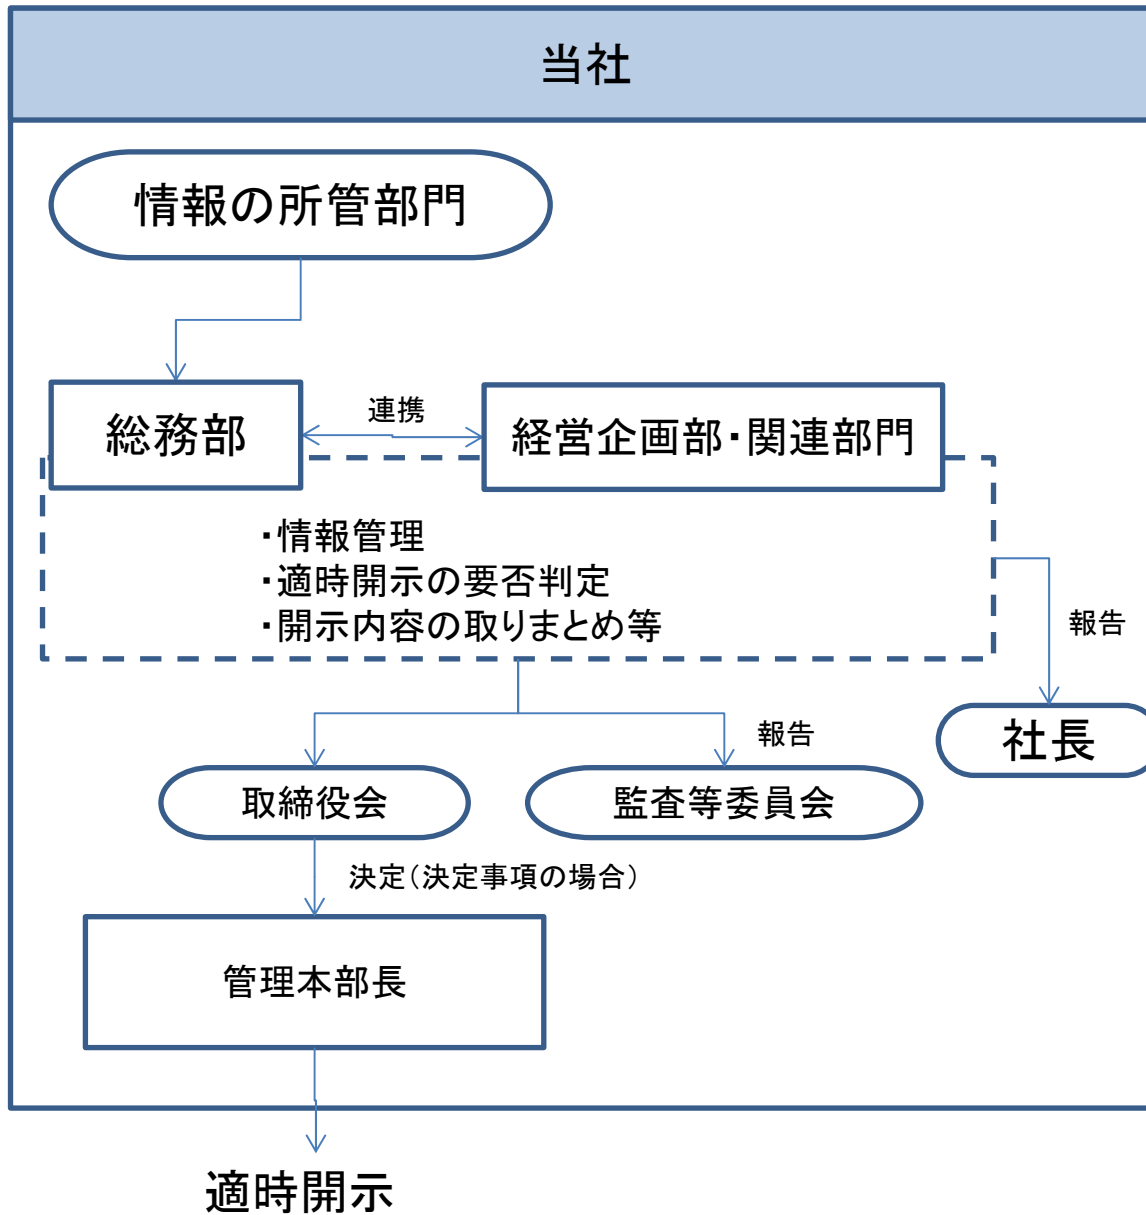 当社
情報の所管部門
総務部
連携
経営企画部・関連部門
・情報管理
・適時開示の要否判定
・開示内容の取りまとめ等
報告
社長
報告
取締役会
監査等委員会
決定（決定事項の場合）
管理本部長
適時開示